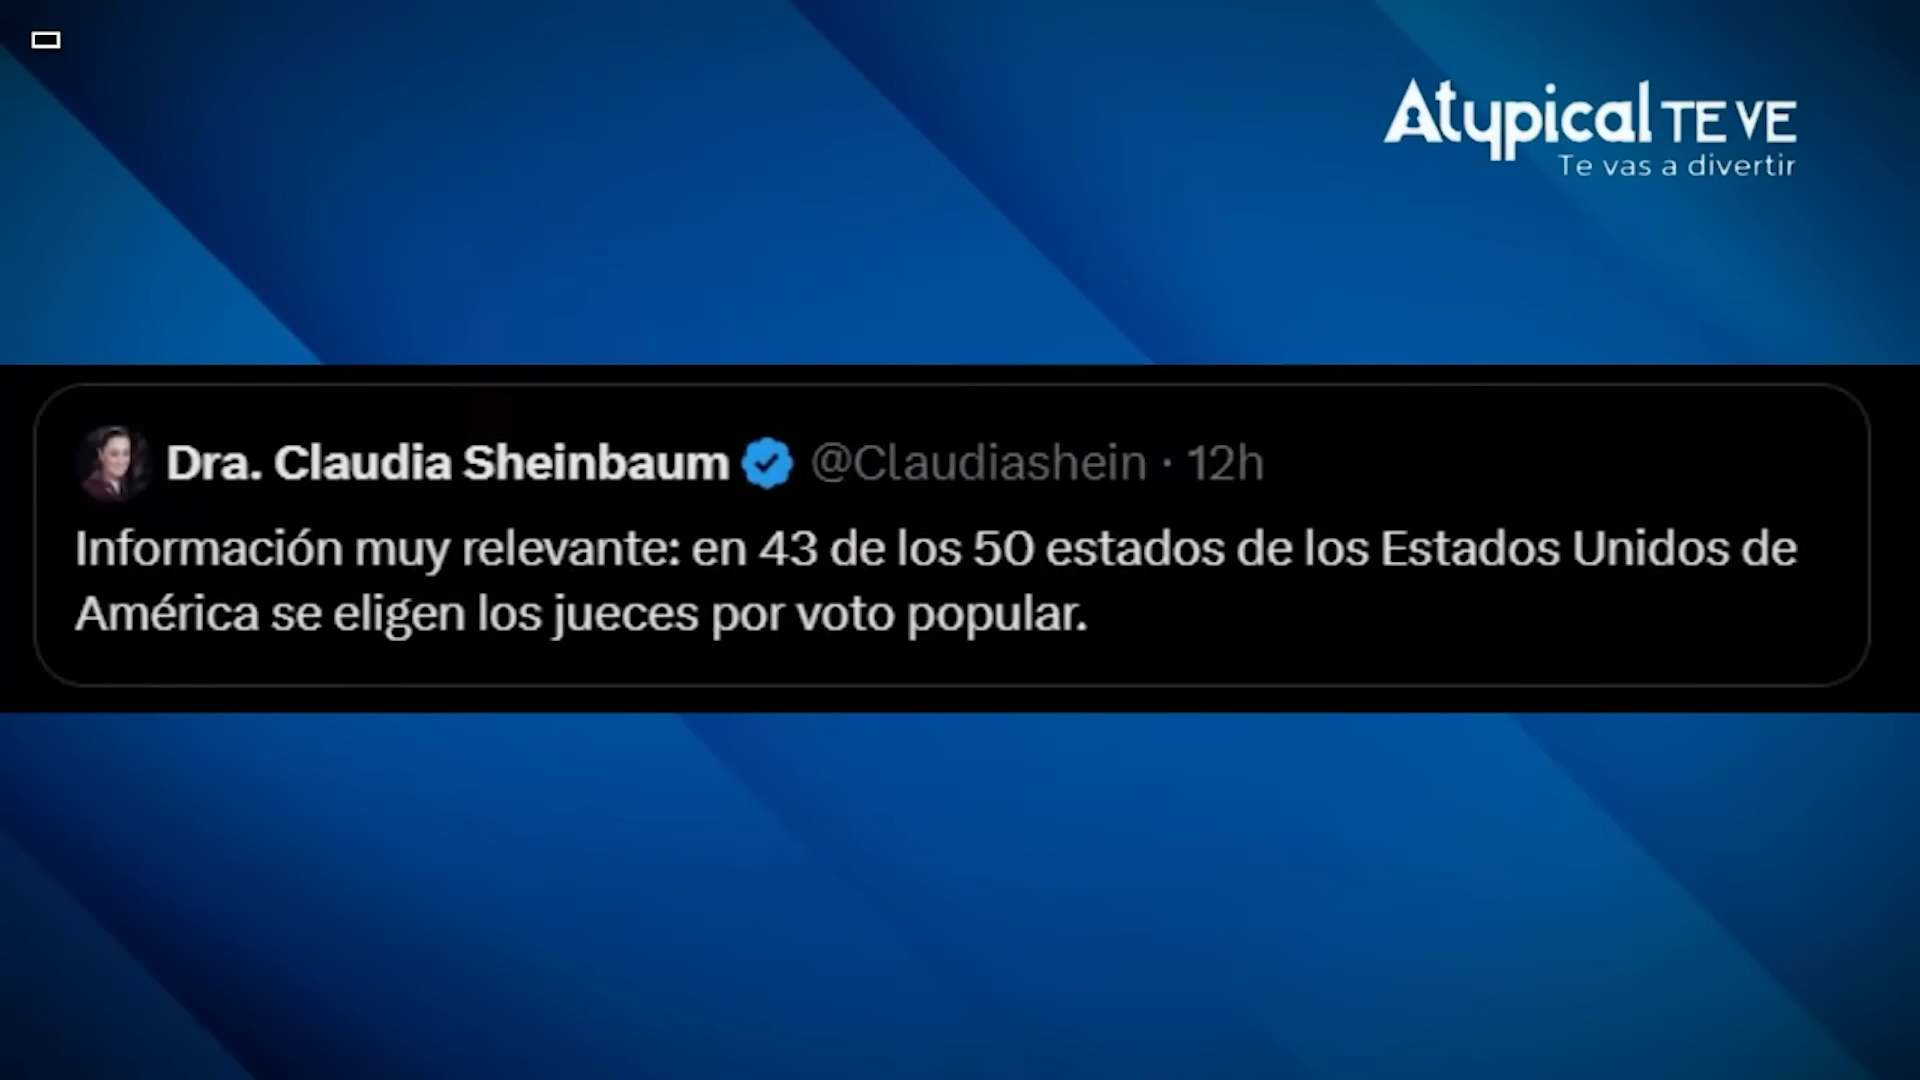 Atypical TE VE
Te vas a divertir
Dra. Claudia Sheinbaum @Claudiashein · 12h
Información muy relevante: en 43 de los 50 estados de los Estados Unidos de
América se eligen los jueces por voto popular.